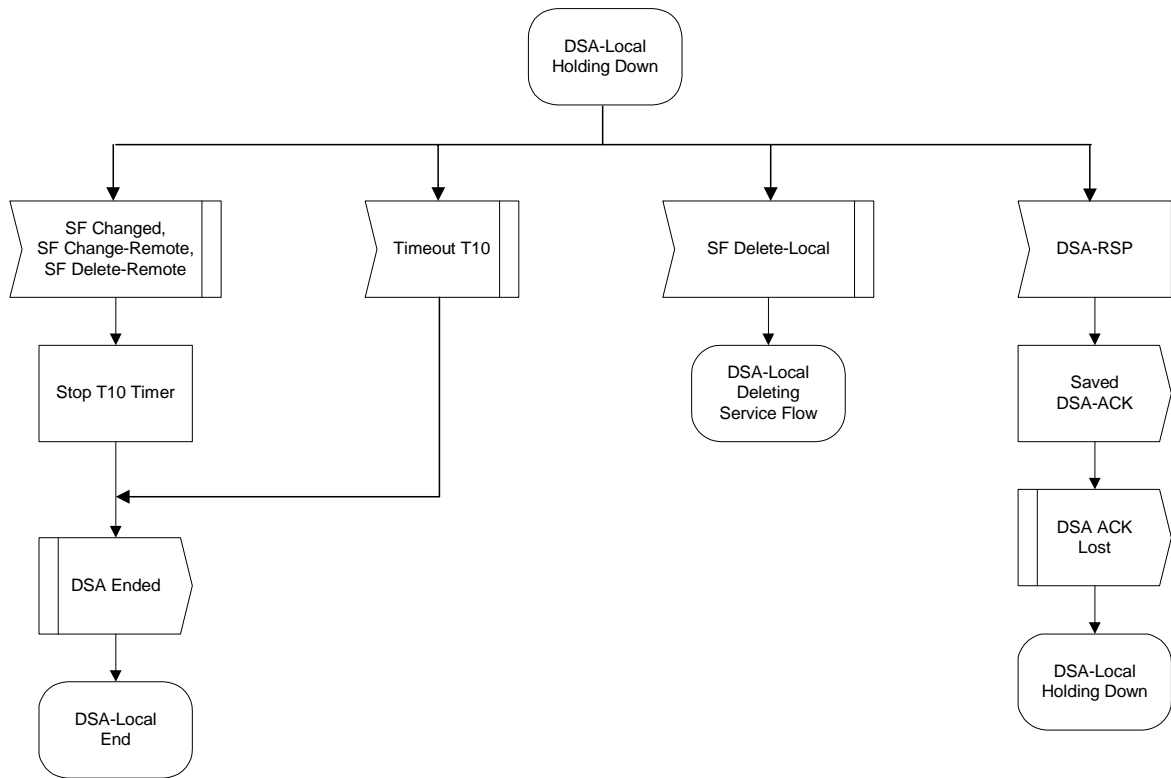 DSA-Local
Holding Down
SF Changed,
SF Change-Remote,
SF Delete-Remote
Timeout T10
SF Delete-Local
DSA-RSP
Stop T10 Timer
DSA-Local
Deleting
Service Flow
Saved
DSA-ACK
DSA ACK
Lost
DSA Ended
DSA-Local
Holding Down
DSA-Local
End